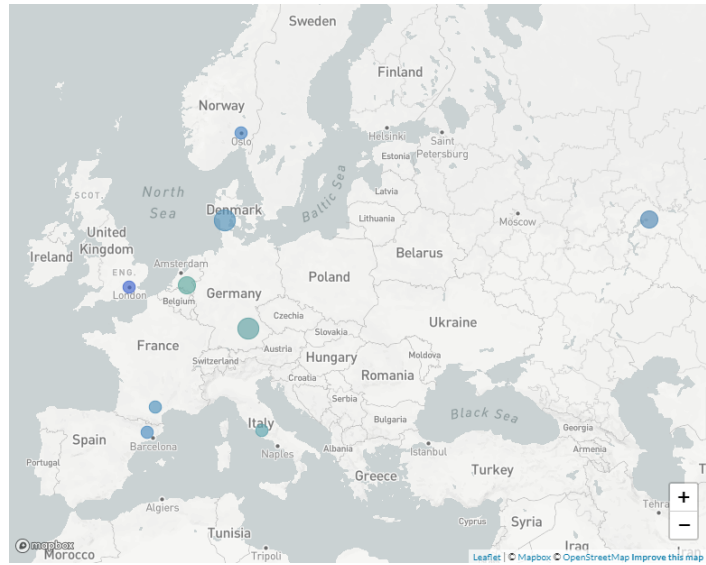 Sweden
Finland
Norway
Oslo
Helsinki
Saint
Petersburg
Estonia
North
Sea
SCOT.
Baltic Sea
Latvia
Denmark
Lithuania
Moscow
United
Kingdom
Ireland
Belarus
Amsterdam
ENG.
London
Poland
Germany
Belgium
Czechia
Ukraine
Slovakia
France
Austria
Moldova
Switzerland
Hungary
Romania
Croatia
Serbia
Black Sea
Italy
Bulgaria
Georgia
Spain
Barcelona
Albania
Istanbul
Armenia
Naples
Portugal
Greece
Turkey
T
+
−
Algiers
Tehra
Cyprus
Syria
Tunisia
Iraq
Iran
mapbox
Morocco
Tripoli
Leaflet | © Mapbox © OpenStreetMap Improve this map